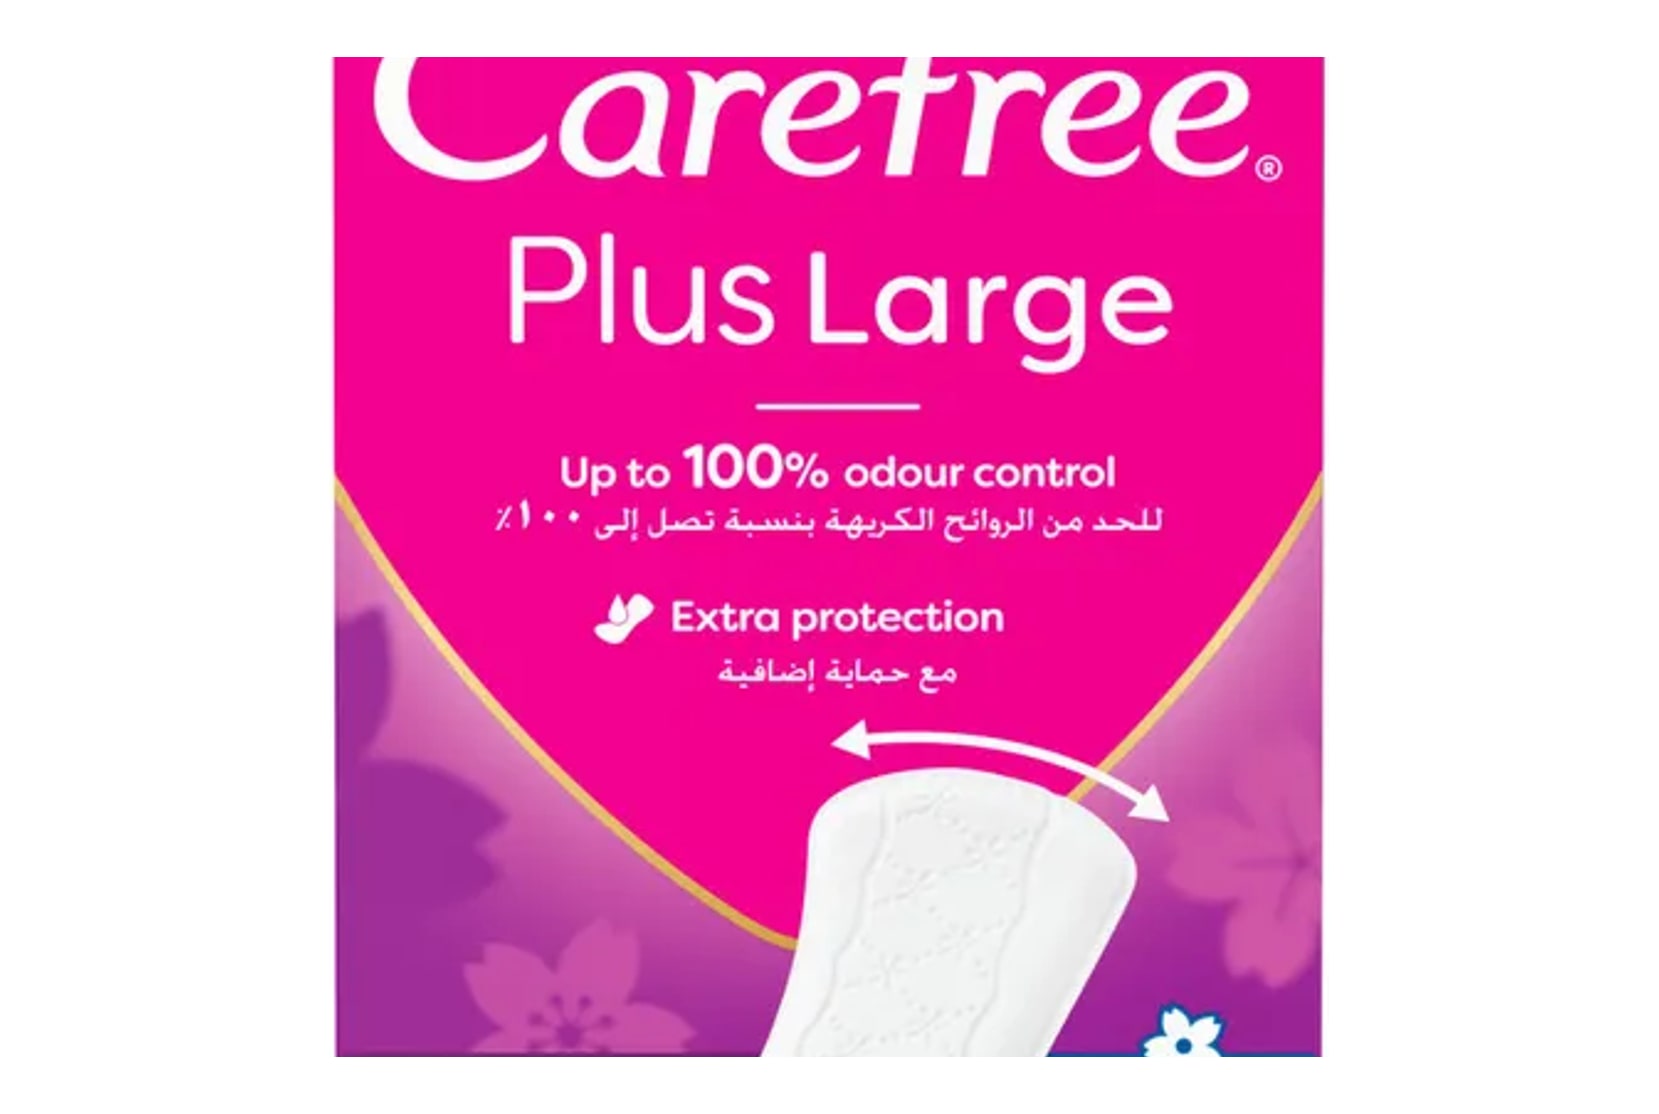 Carefree®
Plus Large
Up to 100% odour control
للحد من الروائح الكريهة بنسبة تصل إلى ١٠٠٪
Extra protection
مع حماية إضافية